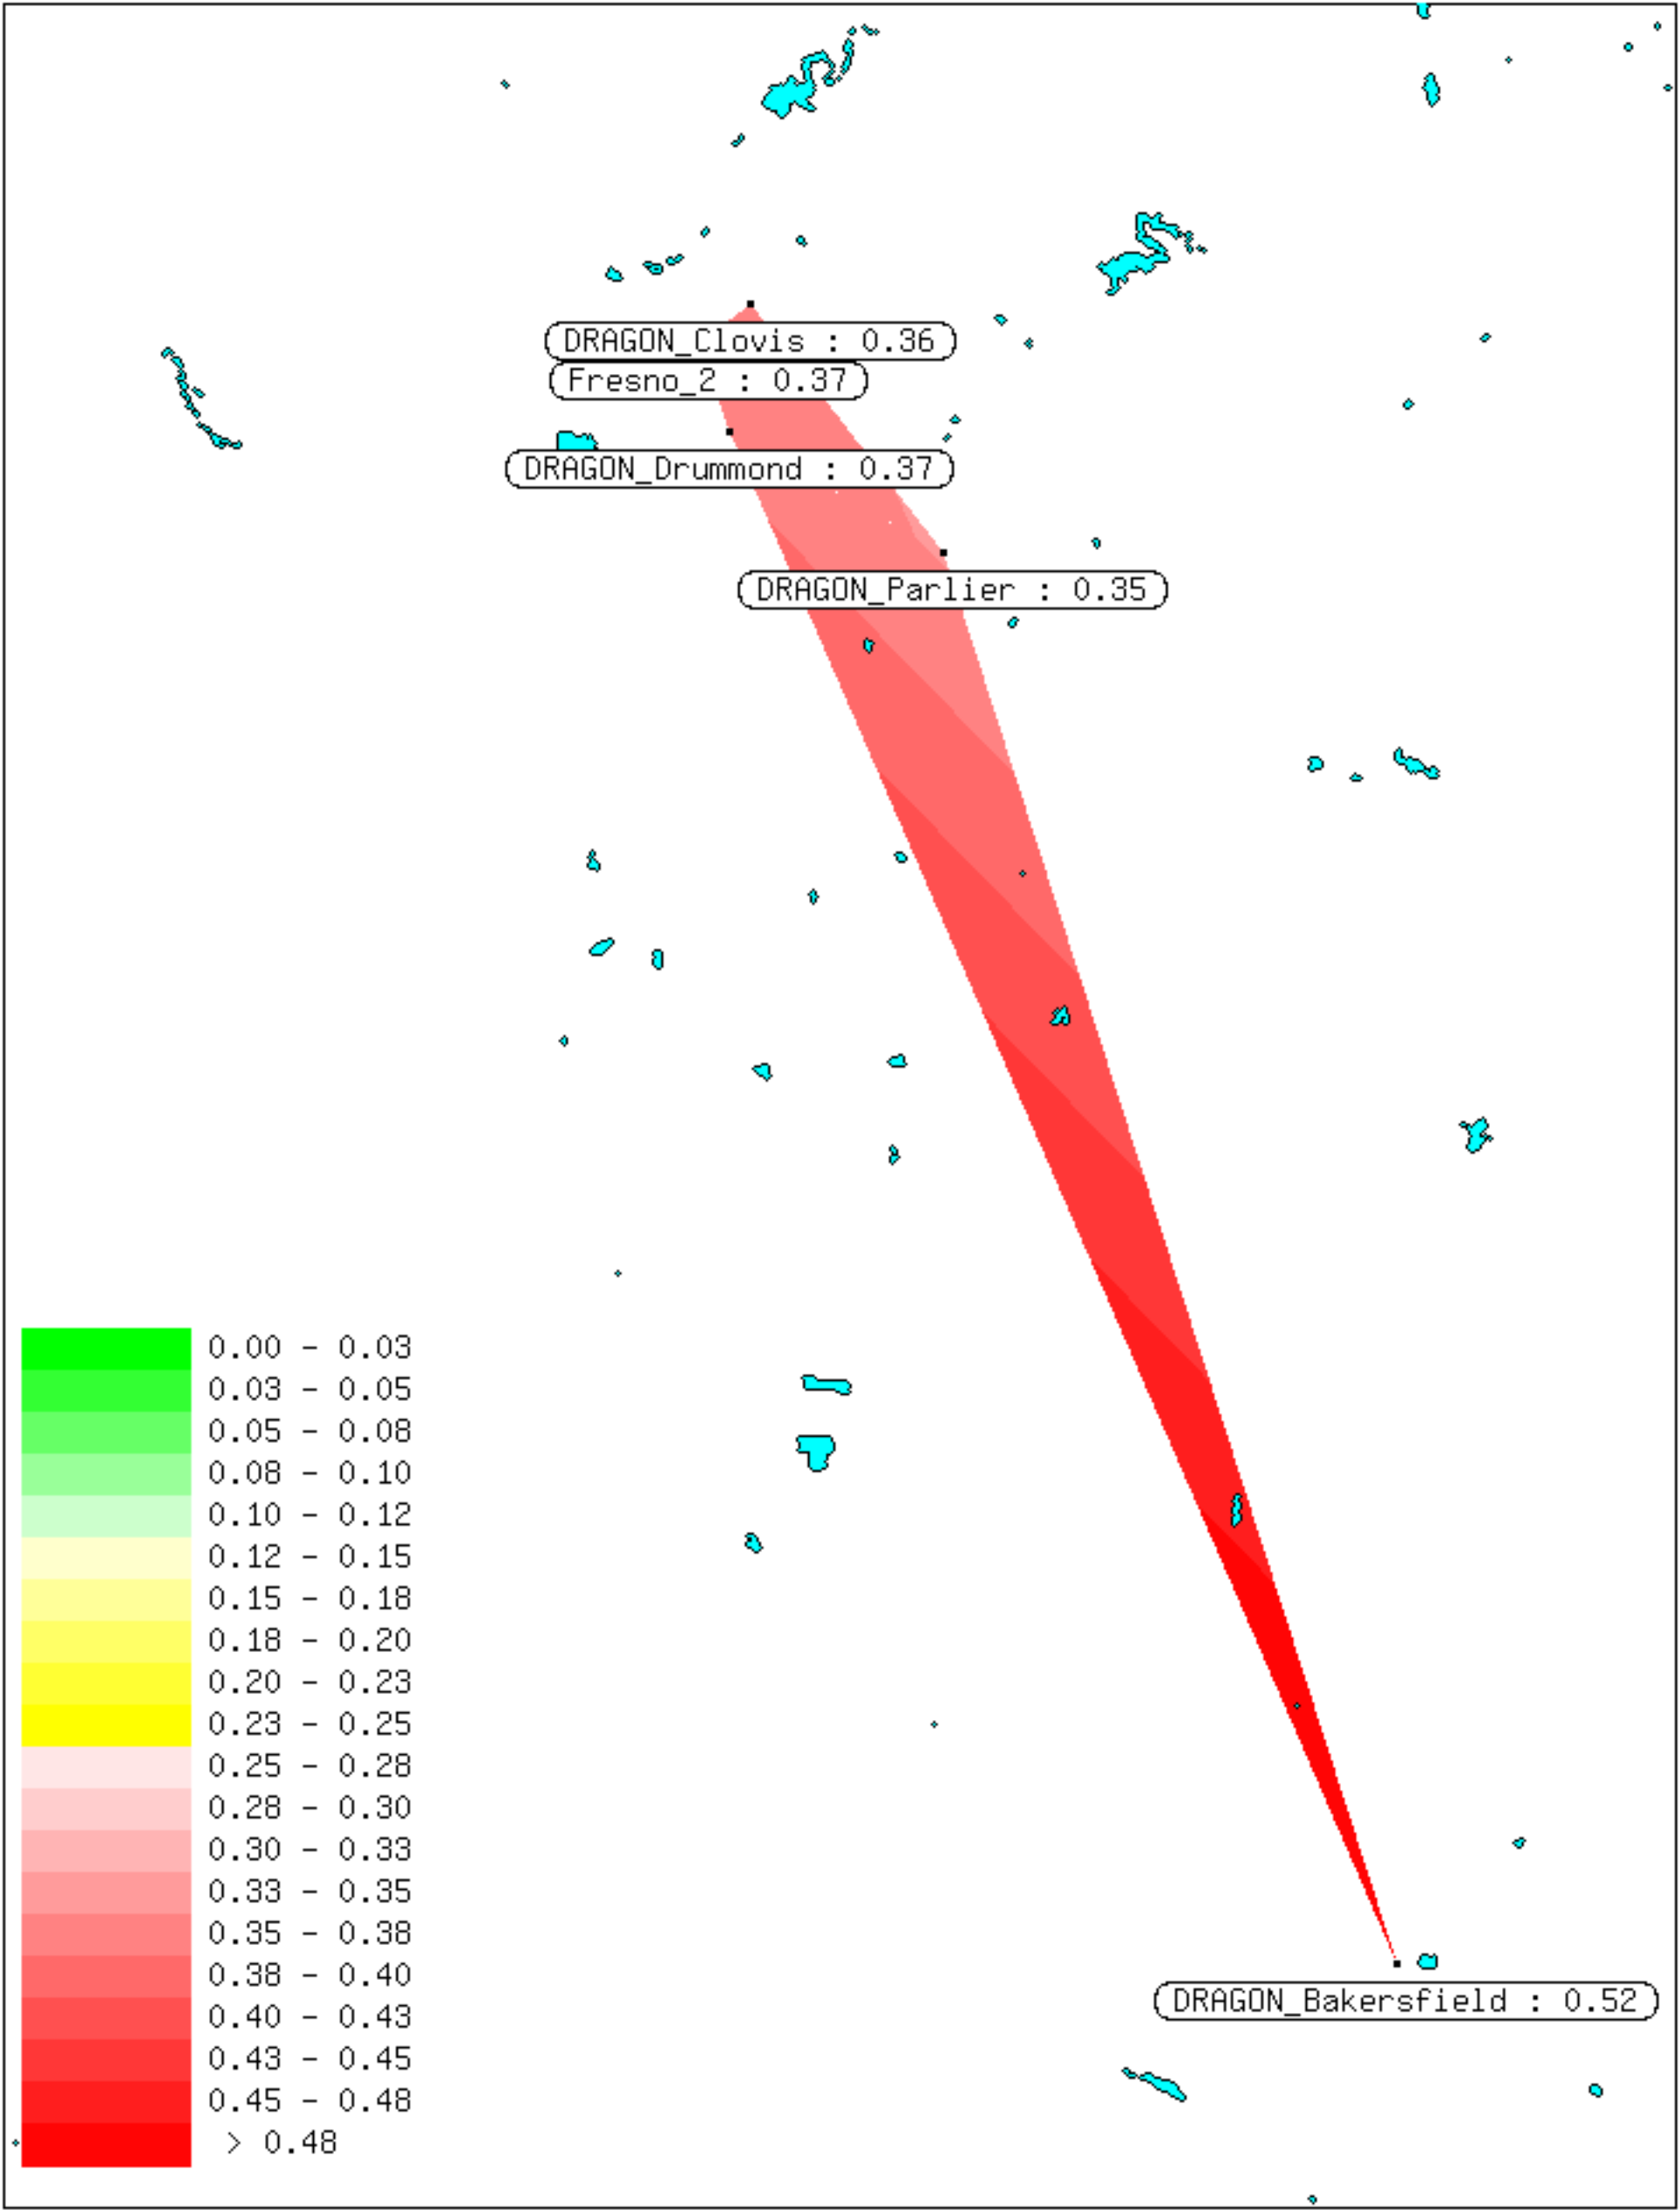 DRAGON_Clovis : 0.36
Fresno_2 : 0.37
DRAGON_Drummond : 0.37
DRAGON_Parlier : 0.35
0.00 - 0.03
0.03 - 0.05
0.05 - 0.08
0.08 - 0.10
0.10 - 0.12
0.12 - 0.15
0.15 - 0.18
0.18 - 0.20
0.20 - 0.23
0.23 - 0.25
0.25 - 0.28
0.28 - 0.30
0.30 - 0.33
0.33 - 0.35
0.35 - 0.38
0.38 - 0.40
0.40 - 0.43
0.43 - 0.45
0.45 - 0.48
> 0.48
DRAGON_Bakersfield : 0.52